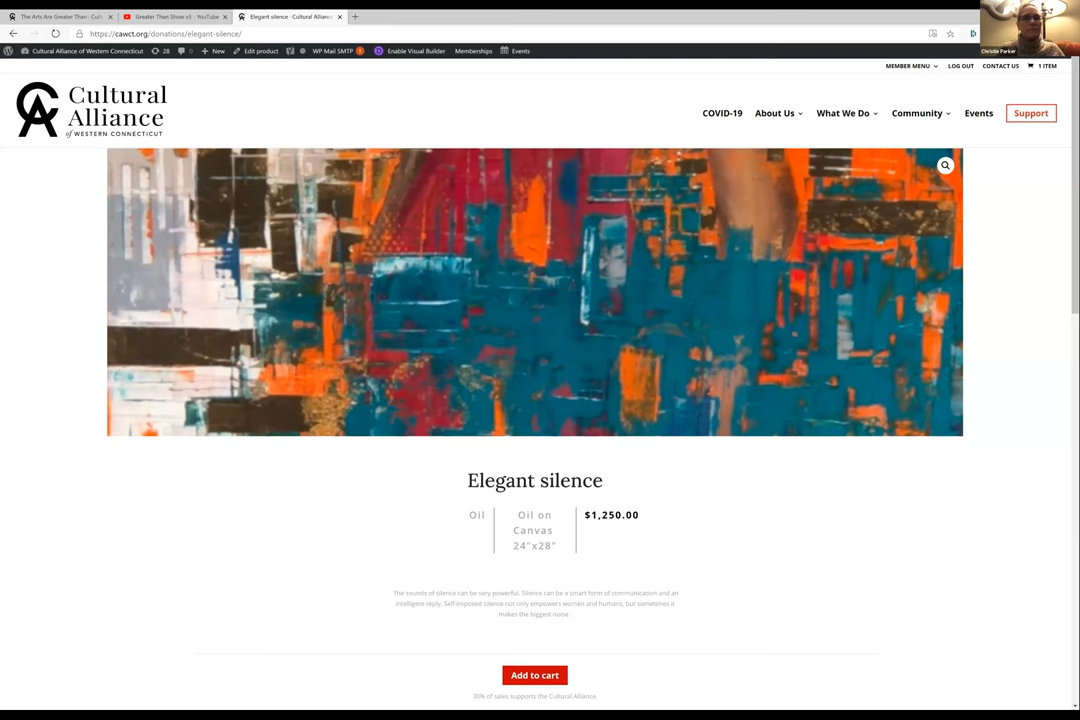 The Arts Are Greater Than - Cult
Greater Than Show v3 - YouTube
Elegant silence - Cultural Alliance
https://cawct.org/donations/elegant-silence/
Cultural Alliance of Western Connecticut
28
0
New
Edit product
WP Mail SMTP
1
Enable Visual Builder
Memberships
Events
Christie Parker
MEMBER MENU
LOG OUT
CONTACT US
1 ITEM
Cultural
Alliance
of WESTERN CONNECTICUT
COVID-19
About Us
What We Do
Community
Events
Support
Elegant silence
Oil
Oil on
Canvas
24"x28"
$1,250.00
The sounds of silence can be very powerful. Silence can be a smart form of communication and an
intelligent reply. Self-imposed silence not only empowers women and humans, but sometimes it
makes the biggest noise .
Add to cart
30% of sales supports the Cultural Alliance.